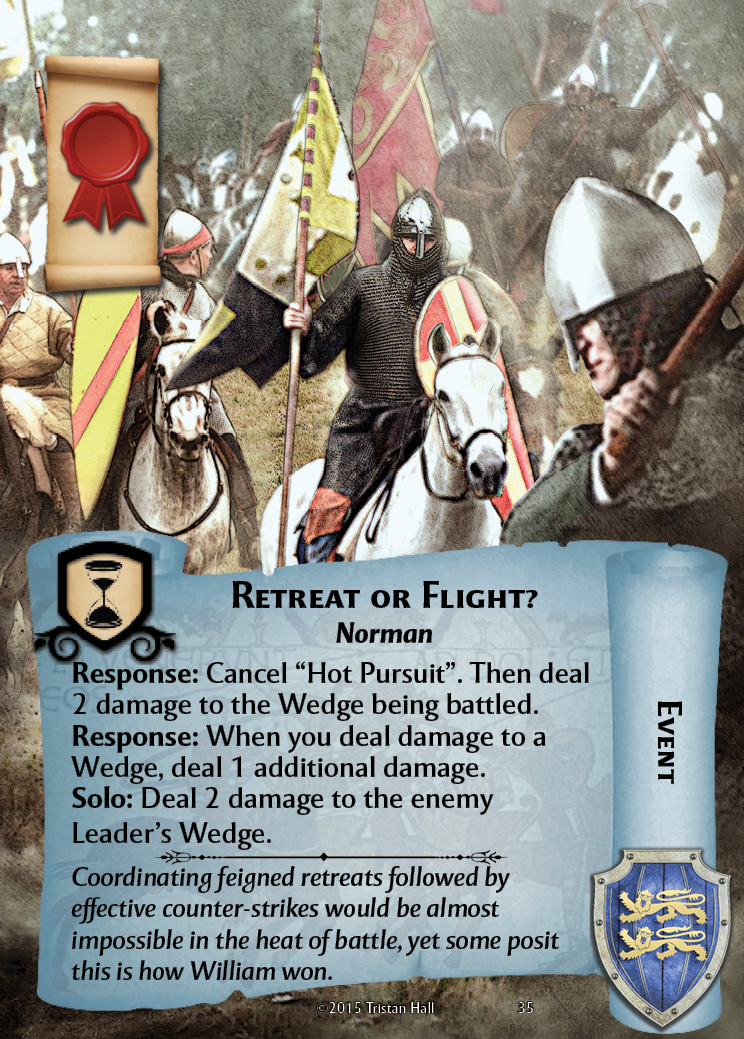 Retreat or Flight?
Norman
Response: Cancel “Hot Pursuit”. Then deal
2 damage to the Wedge being battled.
Response: When you deal damage to a
Wedge, deal 1 additional damage.
Solo: Deal 2 damage to the enemy
Leader’s Wedge.
Coordinating feigned retreats followed by
effective counter-strikes would be almost
impossible in the heat of battle, yet some posit
this is how William won.
Event
©2015 Tristan Hall
35